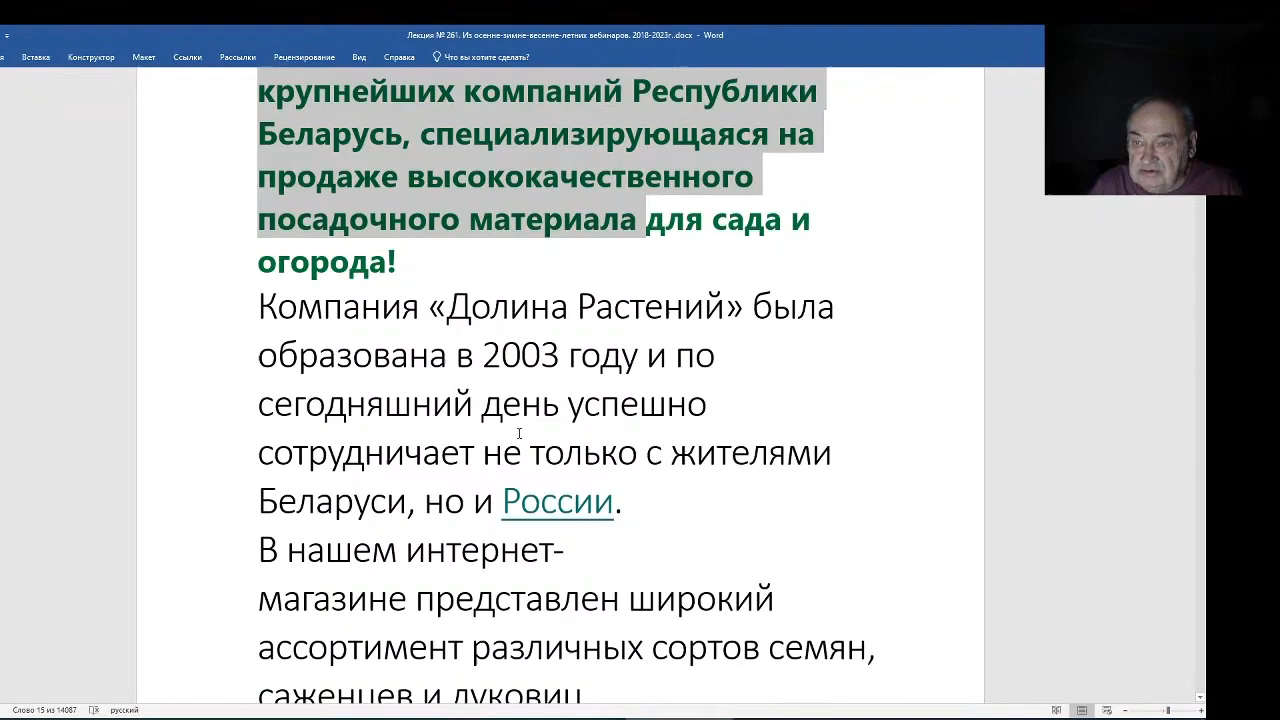 Лекция № 261. Из осенне-зимне-весенне-летних вебинаров. 2018-2023г..docx - Word
я Вставка Конструктор Макет Ссылки Рассылки Рецензирование Вид Справка Что вы хотите сделать?
крупнейших компаний Республики
Беларусь, специализирующаяся на
продаже высококачественного
посадочного материала для сада и
огорода!
Компания «Долина Растений» была
образована в 2003 году и по
сегодняшний день успешно
сотрудничает не только с жителями
Беларуси, но и России.
В нашем интернет-
магазине представлен широкий
ассортимент различных сортов семян,
саженцев и луковиц
Слово 15 из 14087 русский